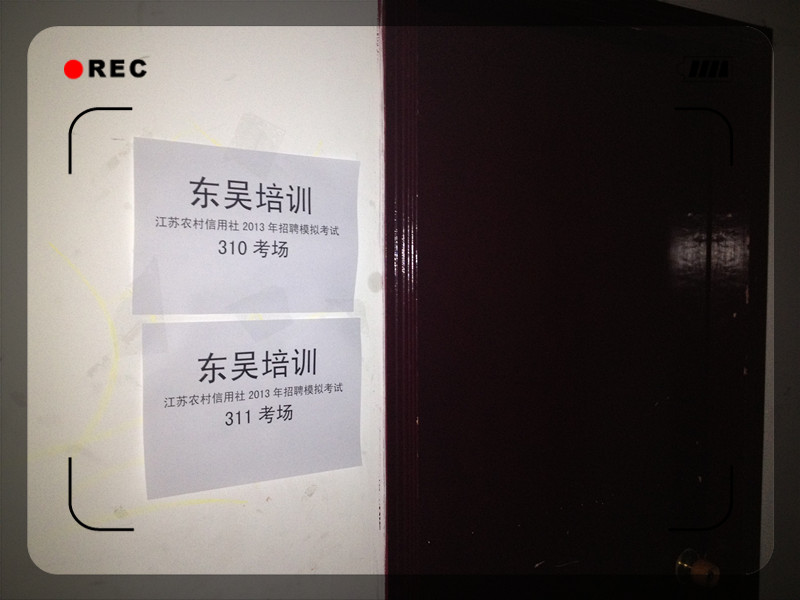 REC
东吴培训
江苏农村信用社 2013 年招聘模拟考试
310 考场
东吴培训
江苏农村信用社 2013 年招聘模拟考试
311 考场